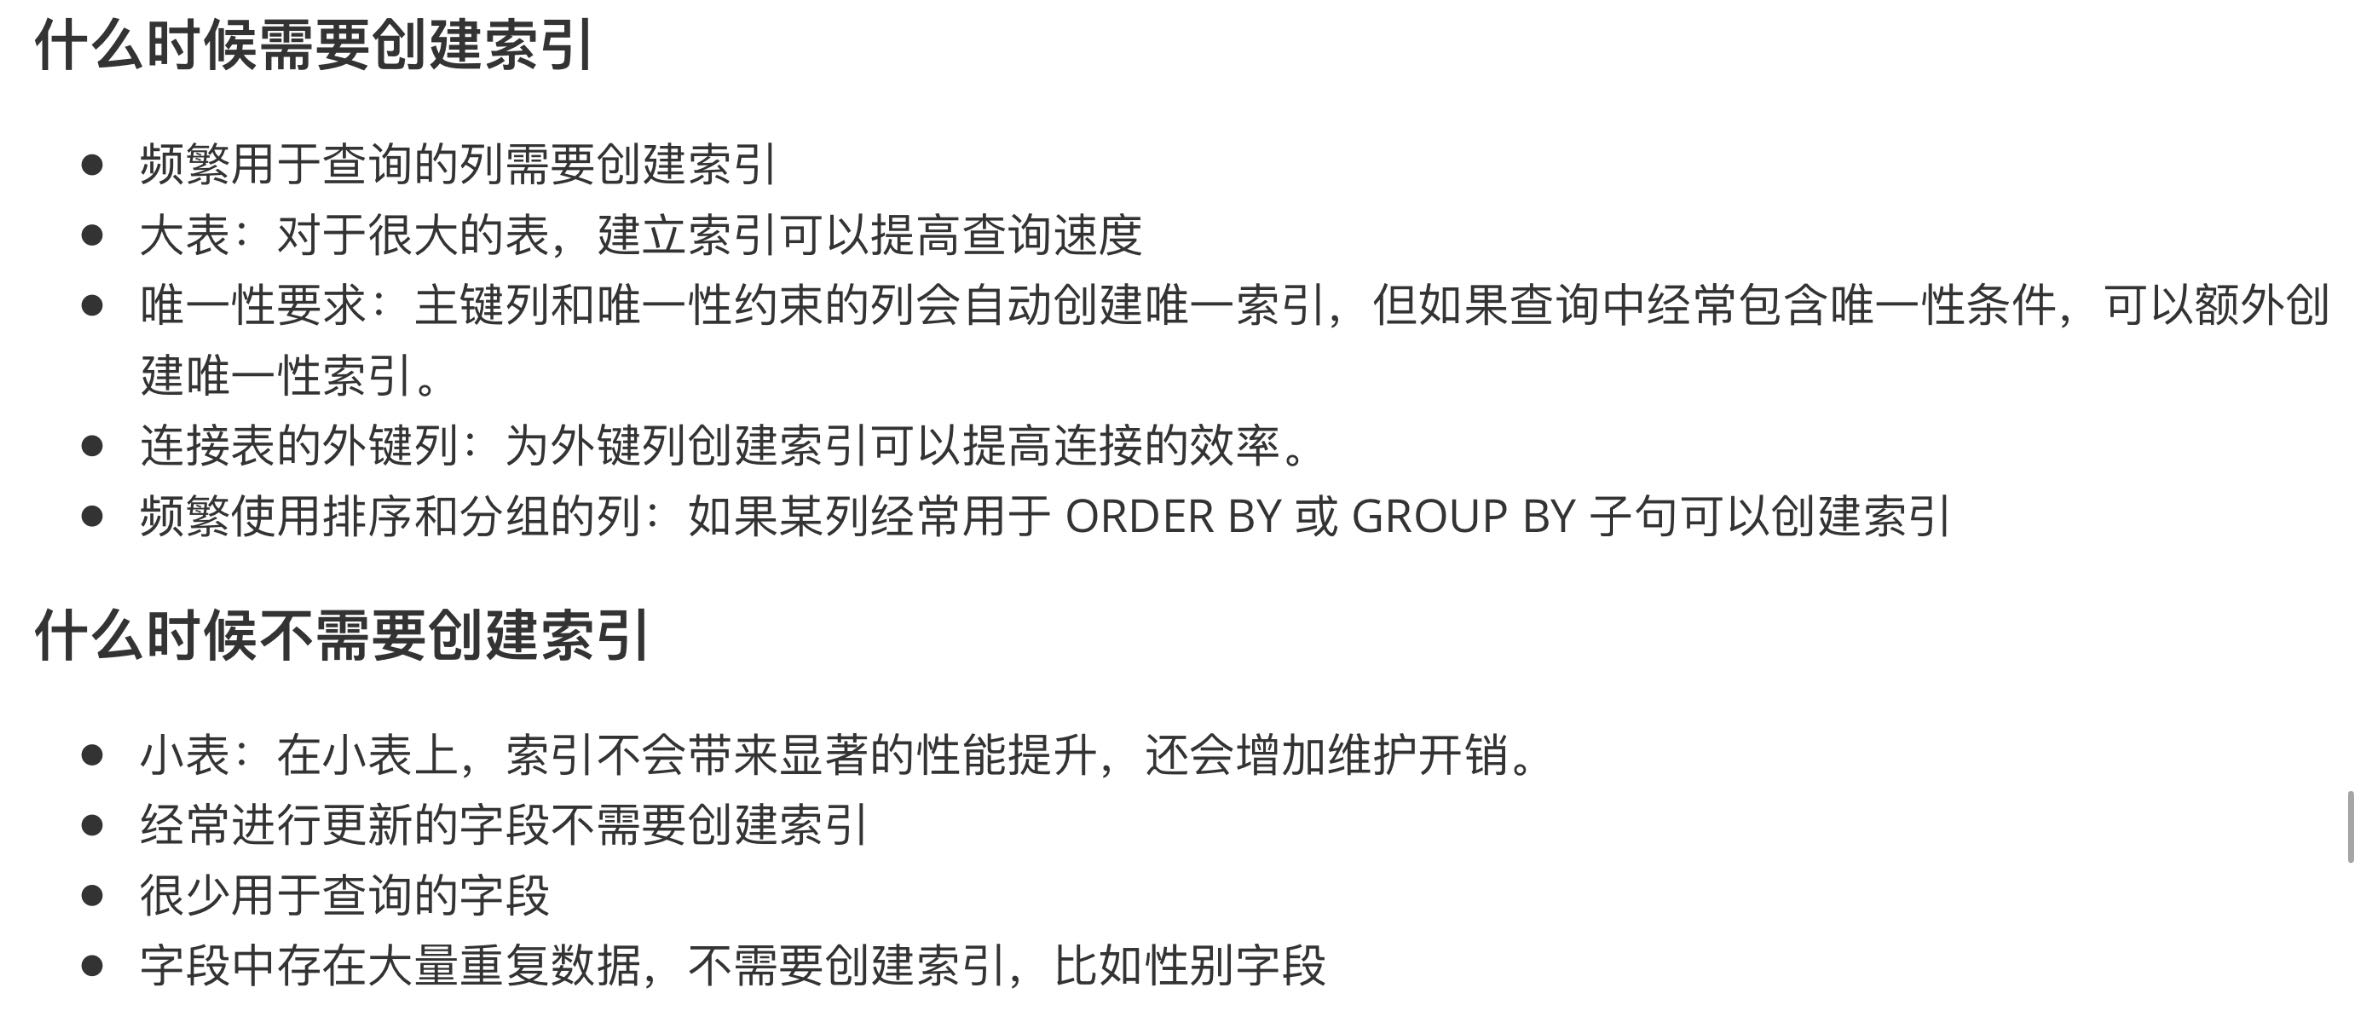 什么时候需要创建索引
频繁用于查询的列需要创建索引
大表：对于很大的表，建立索引可以提高查询速度
唯一性要求：主键列和唯一性约束的列会自动创建唯一索引，但如果查询中经常包含唯一性条件，可以额外创
建唯一性索引。
连接表的外键列：为外键列创建索引可以提高连接的效率。
频繁使用排序和分组的列：如果某列经常用于 ORDER BY 或 GROUP BY 子句可以创建索引
什么时候不需要创建索引
小表：在小表上，索引不会带来显著的性能提升，还会增加维护开销。
经常进行更新的字段不需要创建索引
很少用于查询的字段
字段中存在大量重复数据，不需要创建索引，比如性别字段